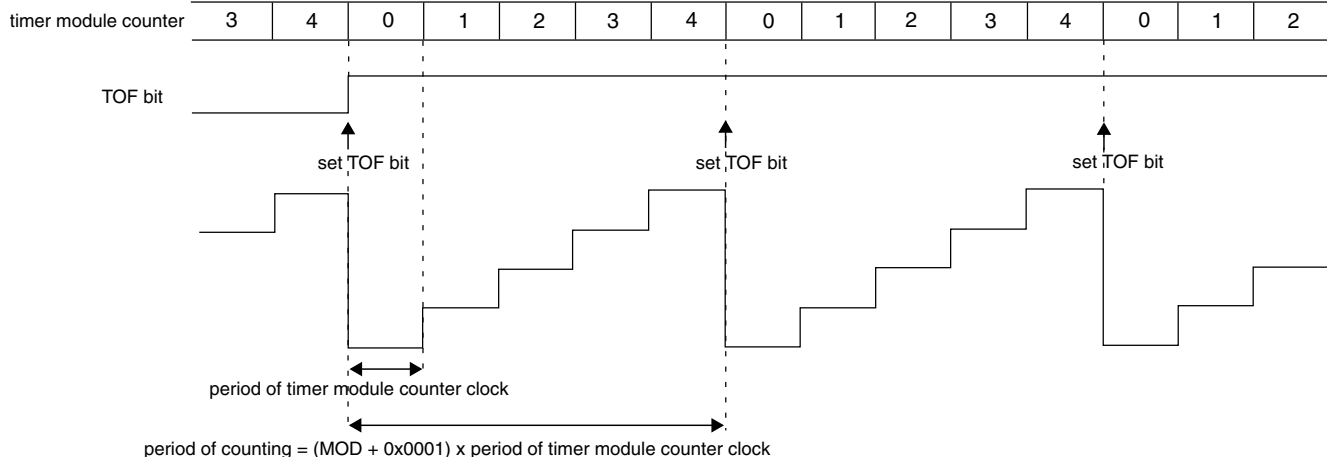 timer module counter 3 4 0 1 2 3 4 0 1 2 3 4 0 1 2
TOF bit
set TOF bit set TOF bit set TOF bit
period of timer module counter clock
period of counting = (MOD + 0x0001) x period of timer module counter clock